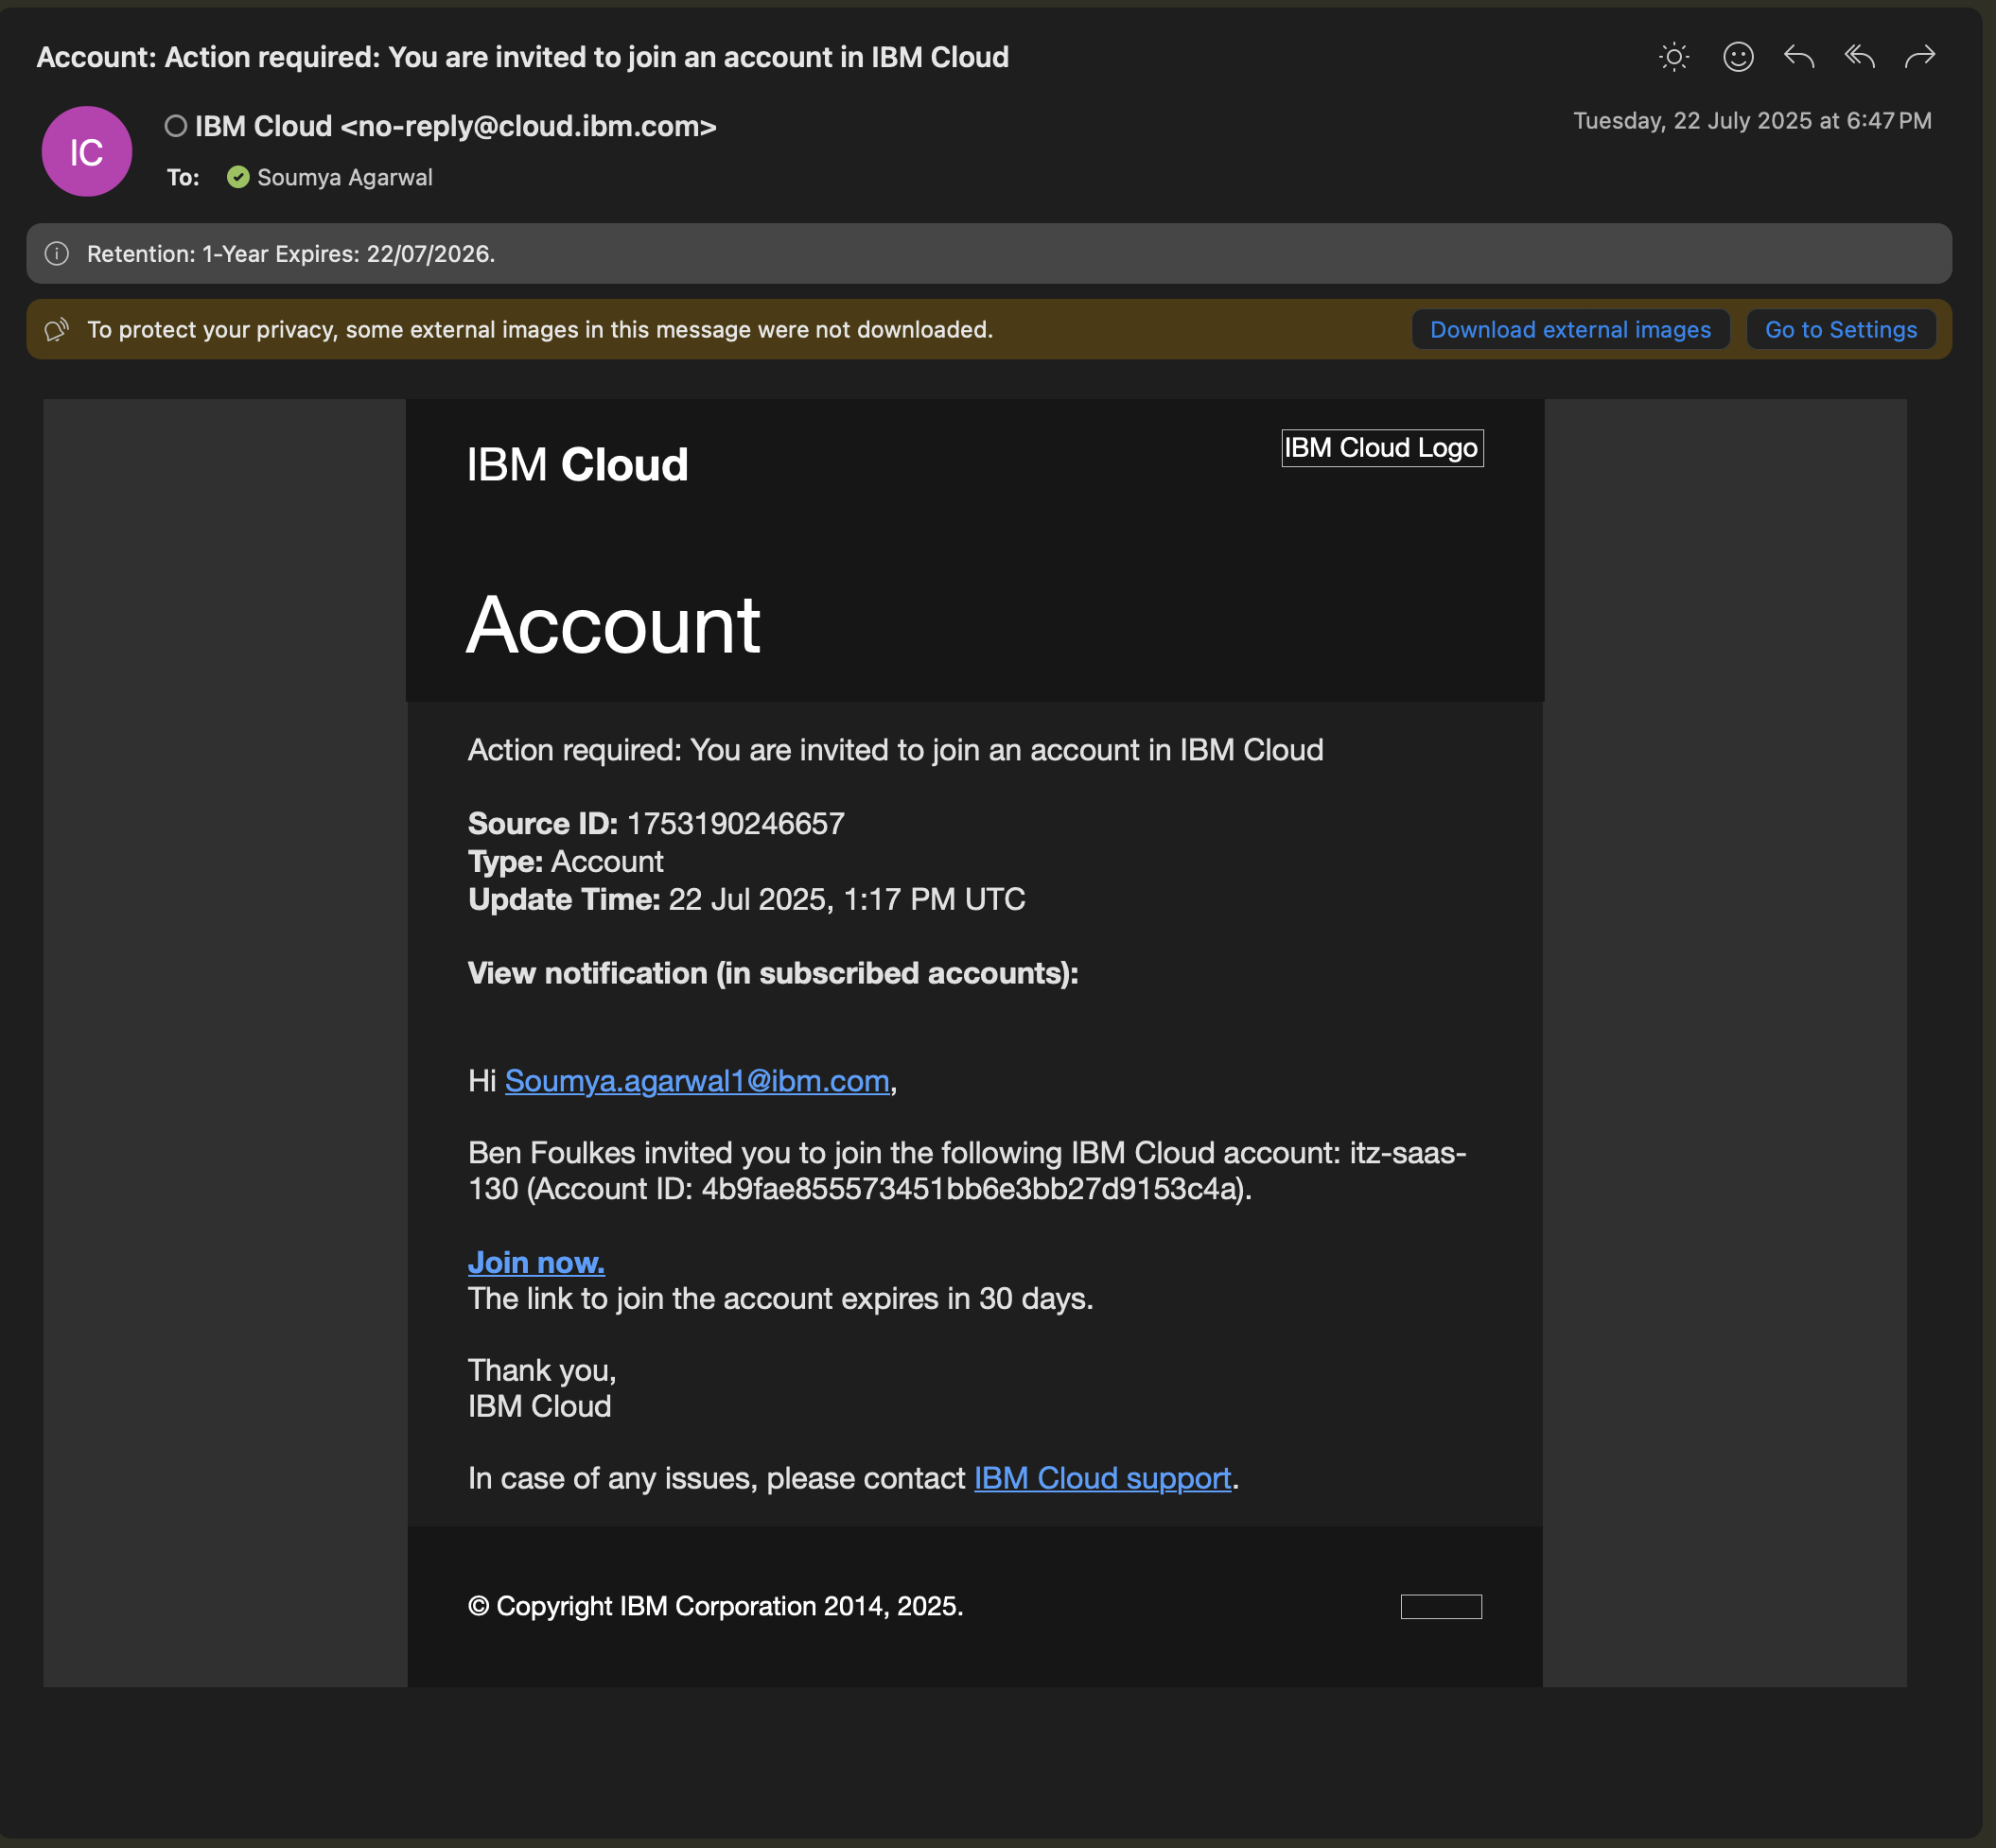 Account: Action required: You are invited to join an account in IBM Cloud
IC
IBM Cloud <no-reply@cloud.ibm.com>
Tuesday, 22 July 2025 at 6:47 PM
To: Soumya Agarwal
Retention: 1-Year Expires: 22/07/2026.
To protect your privacy, some external images in this message were not downloaded.
Download external images
Go to Settings
IBM Cloud
IBM Cloud Logo
Account
Action required: You are invited to join an account in IBM Cloud
Source ID: 1753190246657
Type: Account
Update Time: 22 Jul 2025, 1:17 PM UTC
View notification (in subscribed accounts):
Hi Soumya.agarwal1@ibm.com,
Ben Foulkes invited you to join the following IBM Cloud account: itz-saas-
130 (Account ID: 4b9fae855573451bb6e3bb27d9153c4a).
Join now.
The link to join the account expires in 30 days.
Thank you,
IBM Cloud
In case of any issues, please contact IBM Cloud support.
© Copyright IBM Corporation 2014, 2025.